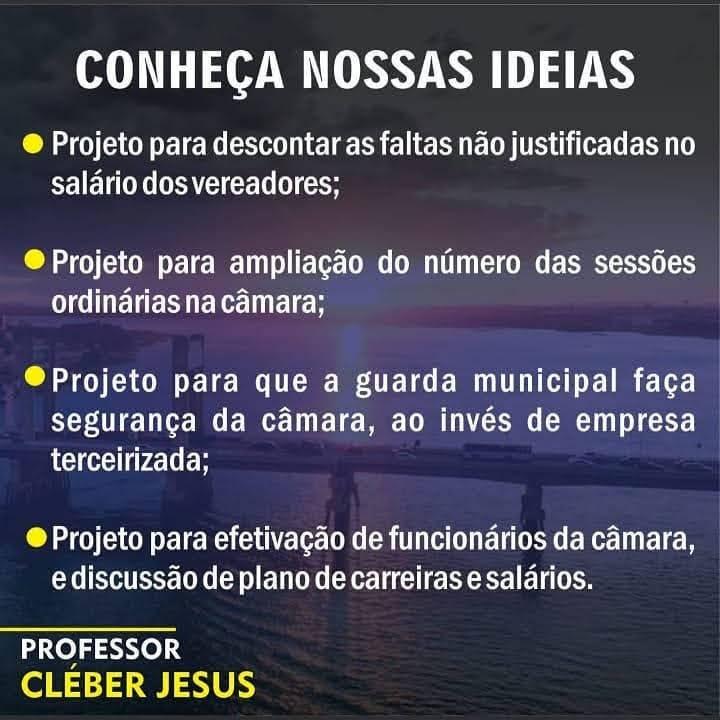 CONHEÇA NOSSAS IDEIAS
Projeto para descontar as faltas não justificadas no
salário dos vereadores;
Projeto para ampliação do número das sessões
ordinárias na câmara;
Projeto para que a guarda municipal faça
segurança da câmara, ao invés de empresa
terceirizada;
Projeto para efetivação de funcionários da câmara,
e discussão de plano de carreiras e salários.
PROFESSOR
CLÉBER JESUS